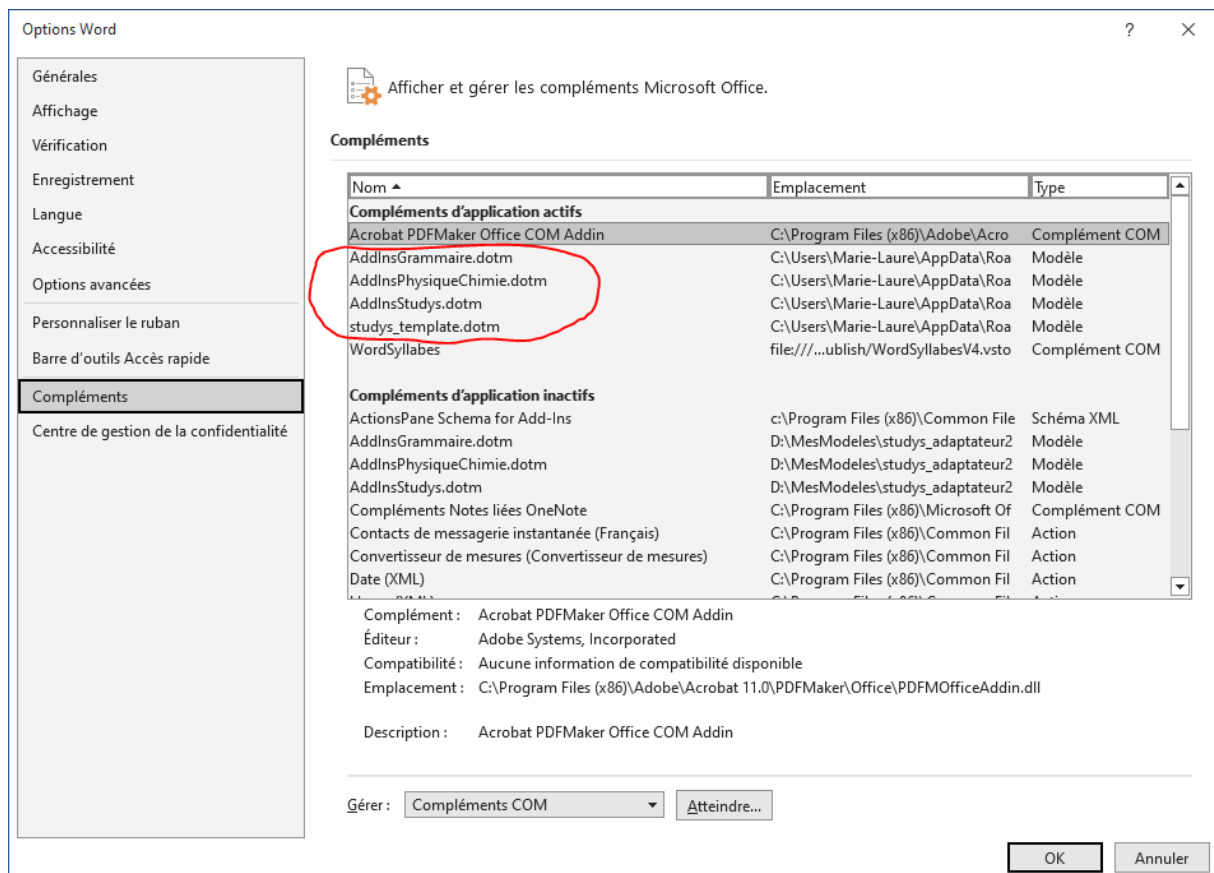 Options Word
?
Générales
Affichage
Vérification
Enregistrement
Langue
Accessibilité
Options avancées
Personnaliser le ruban
Barre d'outils Accès rapide
Compléments
Centre de gestion de la confidentialité
Afficher et gérer les compléments Microsoft Office.
Compléments
Nom Emplacement Type
Compléments d'application actifs
Acrobat PDFMaker Office COM Addin C:\Program Files (x86)\Adobe\Acro Complément COM
AddInsGrammaire.dotm C:\Users\Marie-Laure\AppData\Roa Modèle
AddInsPhysiqueChimie.dotm C:\Users\Marie-Laure\AppData\Roa Modèle
AddInsStudys.dotm C:\Users\Marie-Laure\AppData\Roa Modèle
studys_template.dotm C:\Users\Marie-Laure\AppData\Roa Modèle
WordSyllabes file:///...ublish/WordSyllabesV4.vsto Complément COM
Compléments d'application inactifs
ActionsPane Schema for Add-Ins c:\Program Files (x86)\Common File Schéma XML
AddInsGrammaire.dotm D:\MesModeles\studys_adaptateur2 Modèle
AddInsPhysiqueChimie.dotm D:\MesModeles\studys_adaptateur2 Modèle
AddInsStudys.dotm D:\MesModeles\studys_adaptateur2 Modèle
Compléments Notes liées OneNote C:\Program Files (x86)\Microsoft Of Complément COM
Contacts de messagerie instantanée (Français) C:\Program Files (x86)\Common Fil Action
Convertisseur de mesures (Convertisseur de mesures) C:\Program Files (x86)\Common Fil Action
Date (XML) C:\Program Files (x86)\Common Fil Action
Complément : Acrobat PDFMaker Office COM Addin
Éditeur : Adobe Systems, Incorporated
Compatibilité : Aucune information de compatibilité disponible
Emplacement : C:\Program Files (x86)\Adobe\Acrobat 11.0\PDFMaker\Office\PDFMOfficeAddin.dll
Description : Acrobat PDFMaker Office COM Addin
Gérer : Compléments COM Atteindre...
OK Annuler